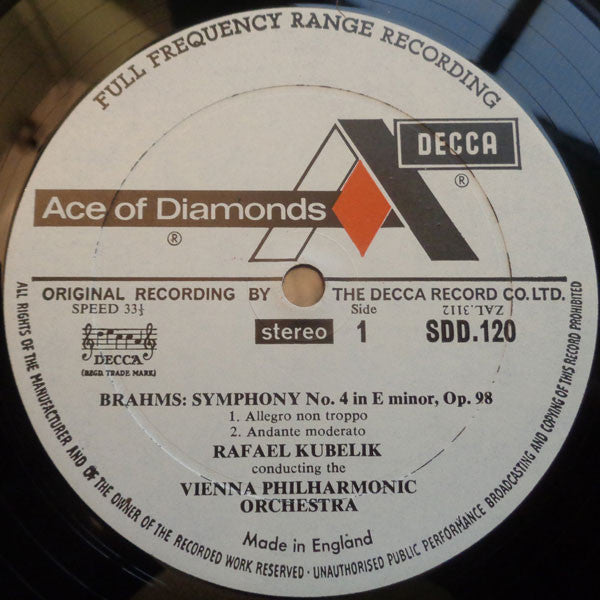 FULL FREQUENCY RANGE RECORDING
DECCA
®
Ace of Diamonds
®
ORIGINAL RECORDING BY THE DECCA RECORD CO. LTD.
SPEED 33⅓
Side
ZAL.3112
stereo 1 SDD.120
DECCA
(REGD. TRADE MARK)
BRAHMS: SYMPHONY No. 4 in E minor, Op. 98
1. Allegro non troppo
2. Andante moderato
RAFAEL KUBELIK
conducting the
VIENNA PHILHARMONIC
ORCHESTRA
Made in England
ALL RIGHTS OF THE MANUFACTURER AND OF THE OWNER OF THE RECORDED WORK RESERVED · UNAUTHORISED PUBLIC PERFORMANCE BROADCASTING AND COPYING OF THIS RECORD PROHIBITED